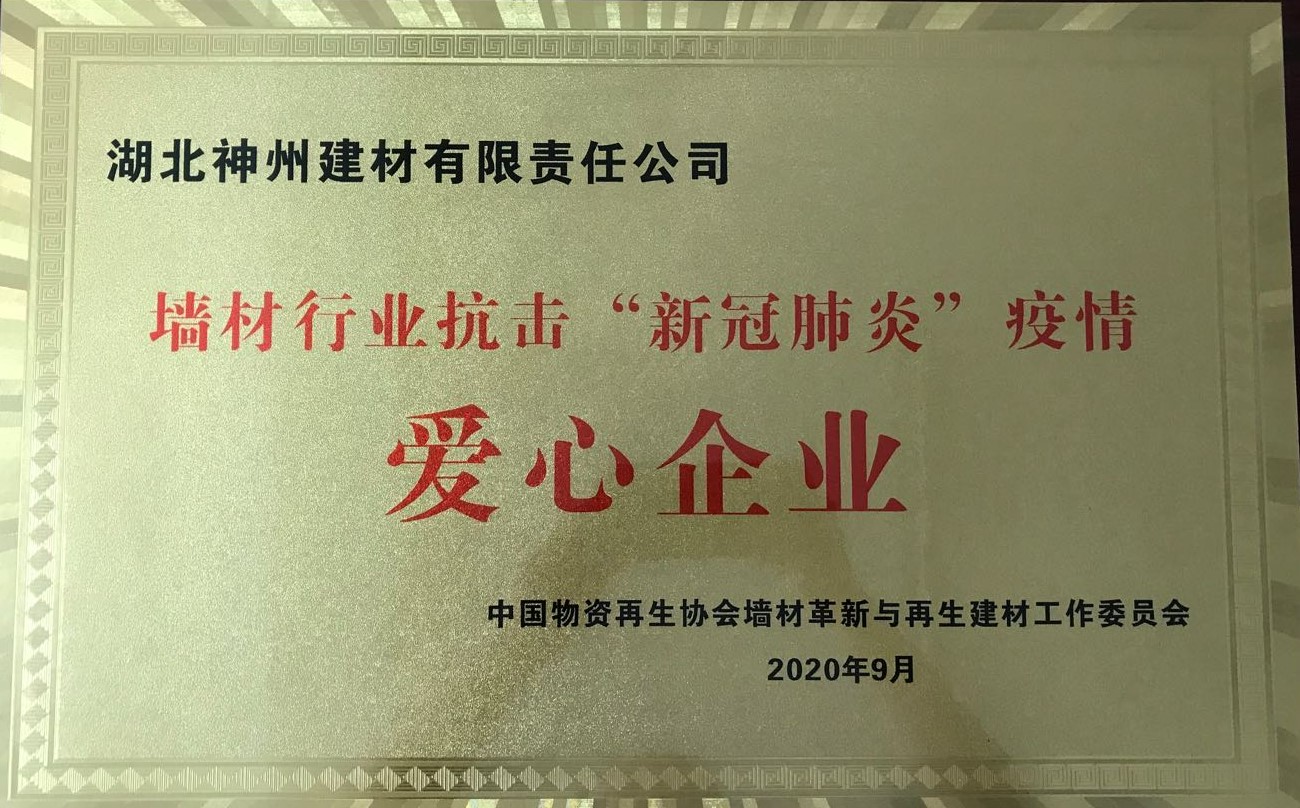 湖北神州建材有限责任公司
墙材行业抗击“新冠肺炎”疫情
爱心企业
中国物资再生协会墙材革新与再生建材工作委员会
2020年9月